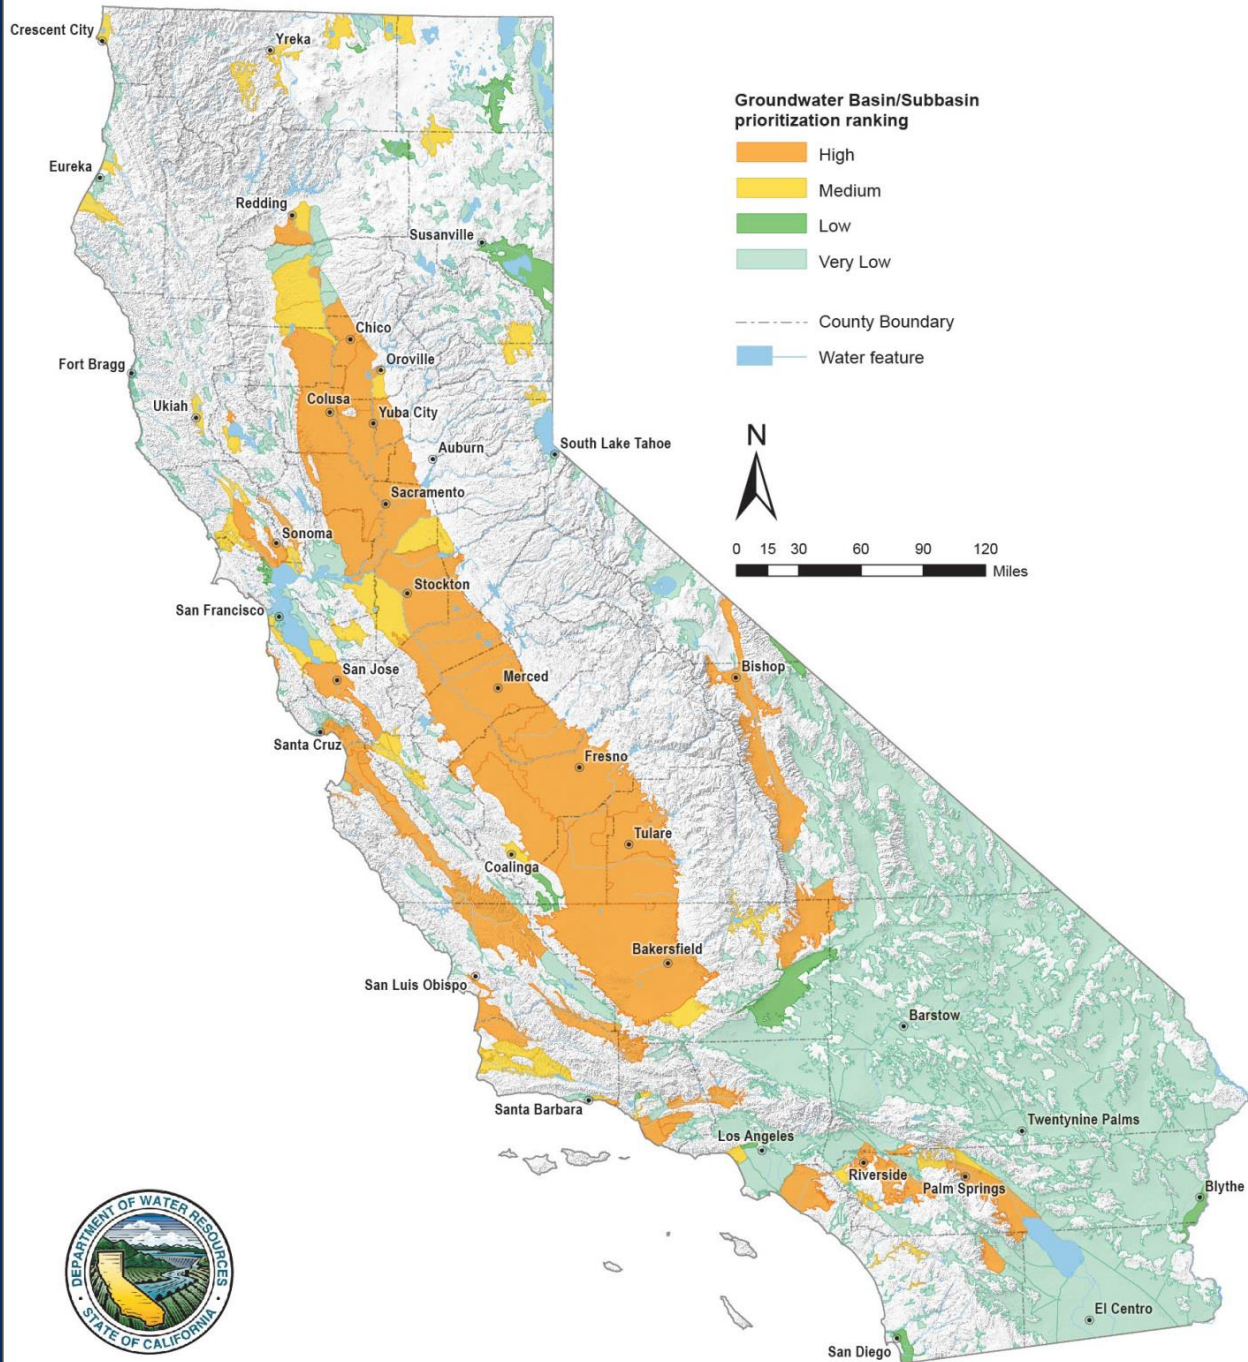 Crescent City
Yreka
Groundwater Basin/Subbasin
prioritization ranking
High
Medium
Low
Very Low
County Boundary
Water feature
Eureka
Redding
Susanville
Chico
Oroville
Fort Bragg
Ukiah
Colusa
Yuba City
Auburn
South Lake Tahoe
N
Sacramento
Sonoma
0 15 30 60 90 120
Miles
Stockton
San Francisco
San Jose
Bishop
Merced
Santa Cruz
Fresno
Tulare
Coalinga
Bakersfield
San Luis Obispo
Barstow
Santa Barbara
Twentynine Palms
Los Angeles
Riverside
Palm Springs
Blythe
El Centro
San Diego
DEPARTMENT OF WATER RESOURCES
STATE OF CALIFORNIA